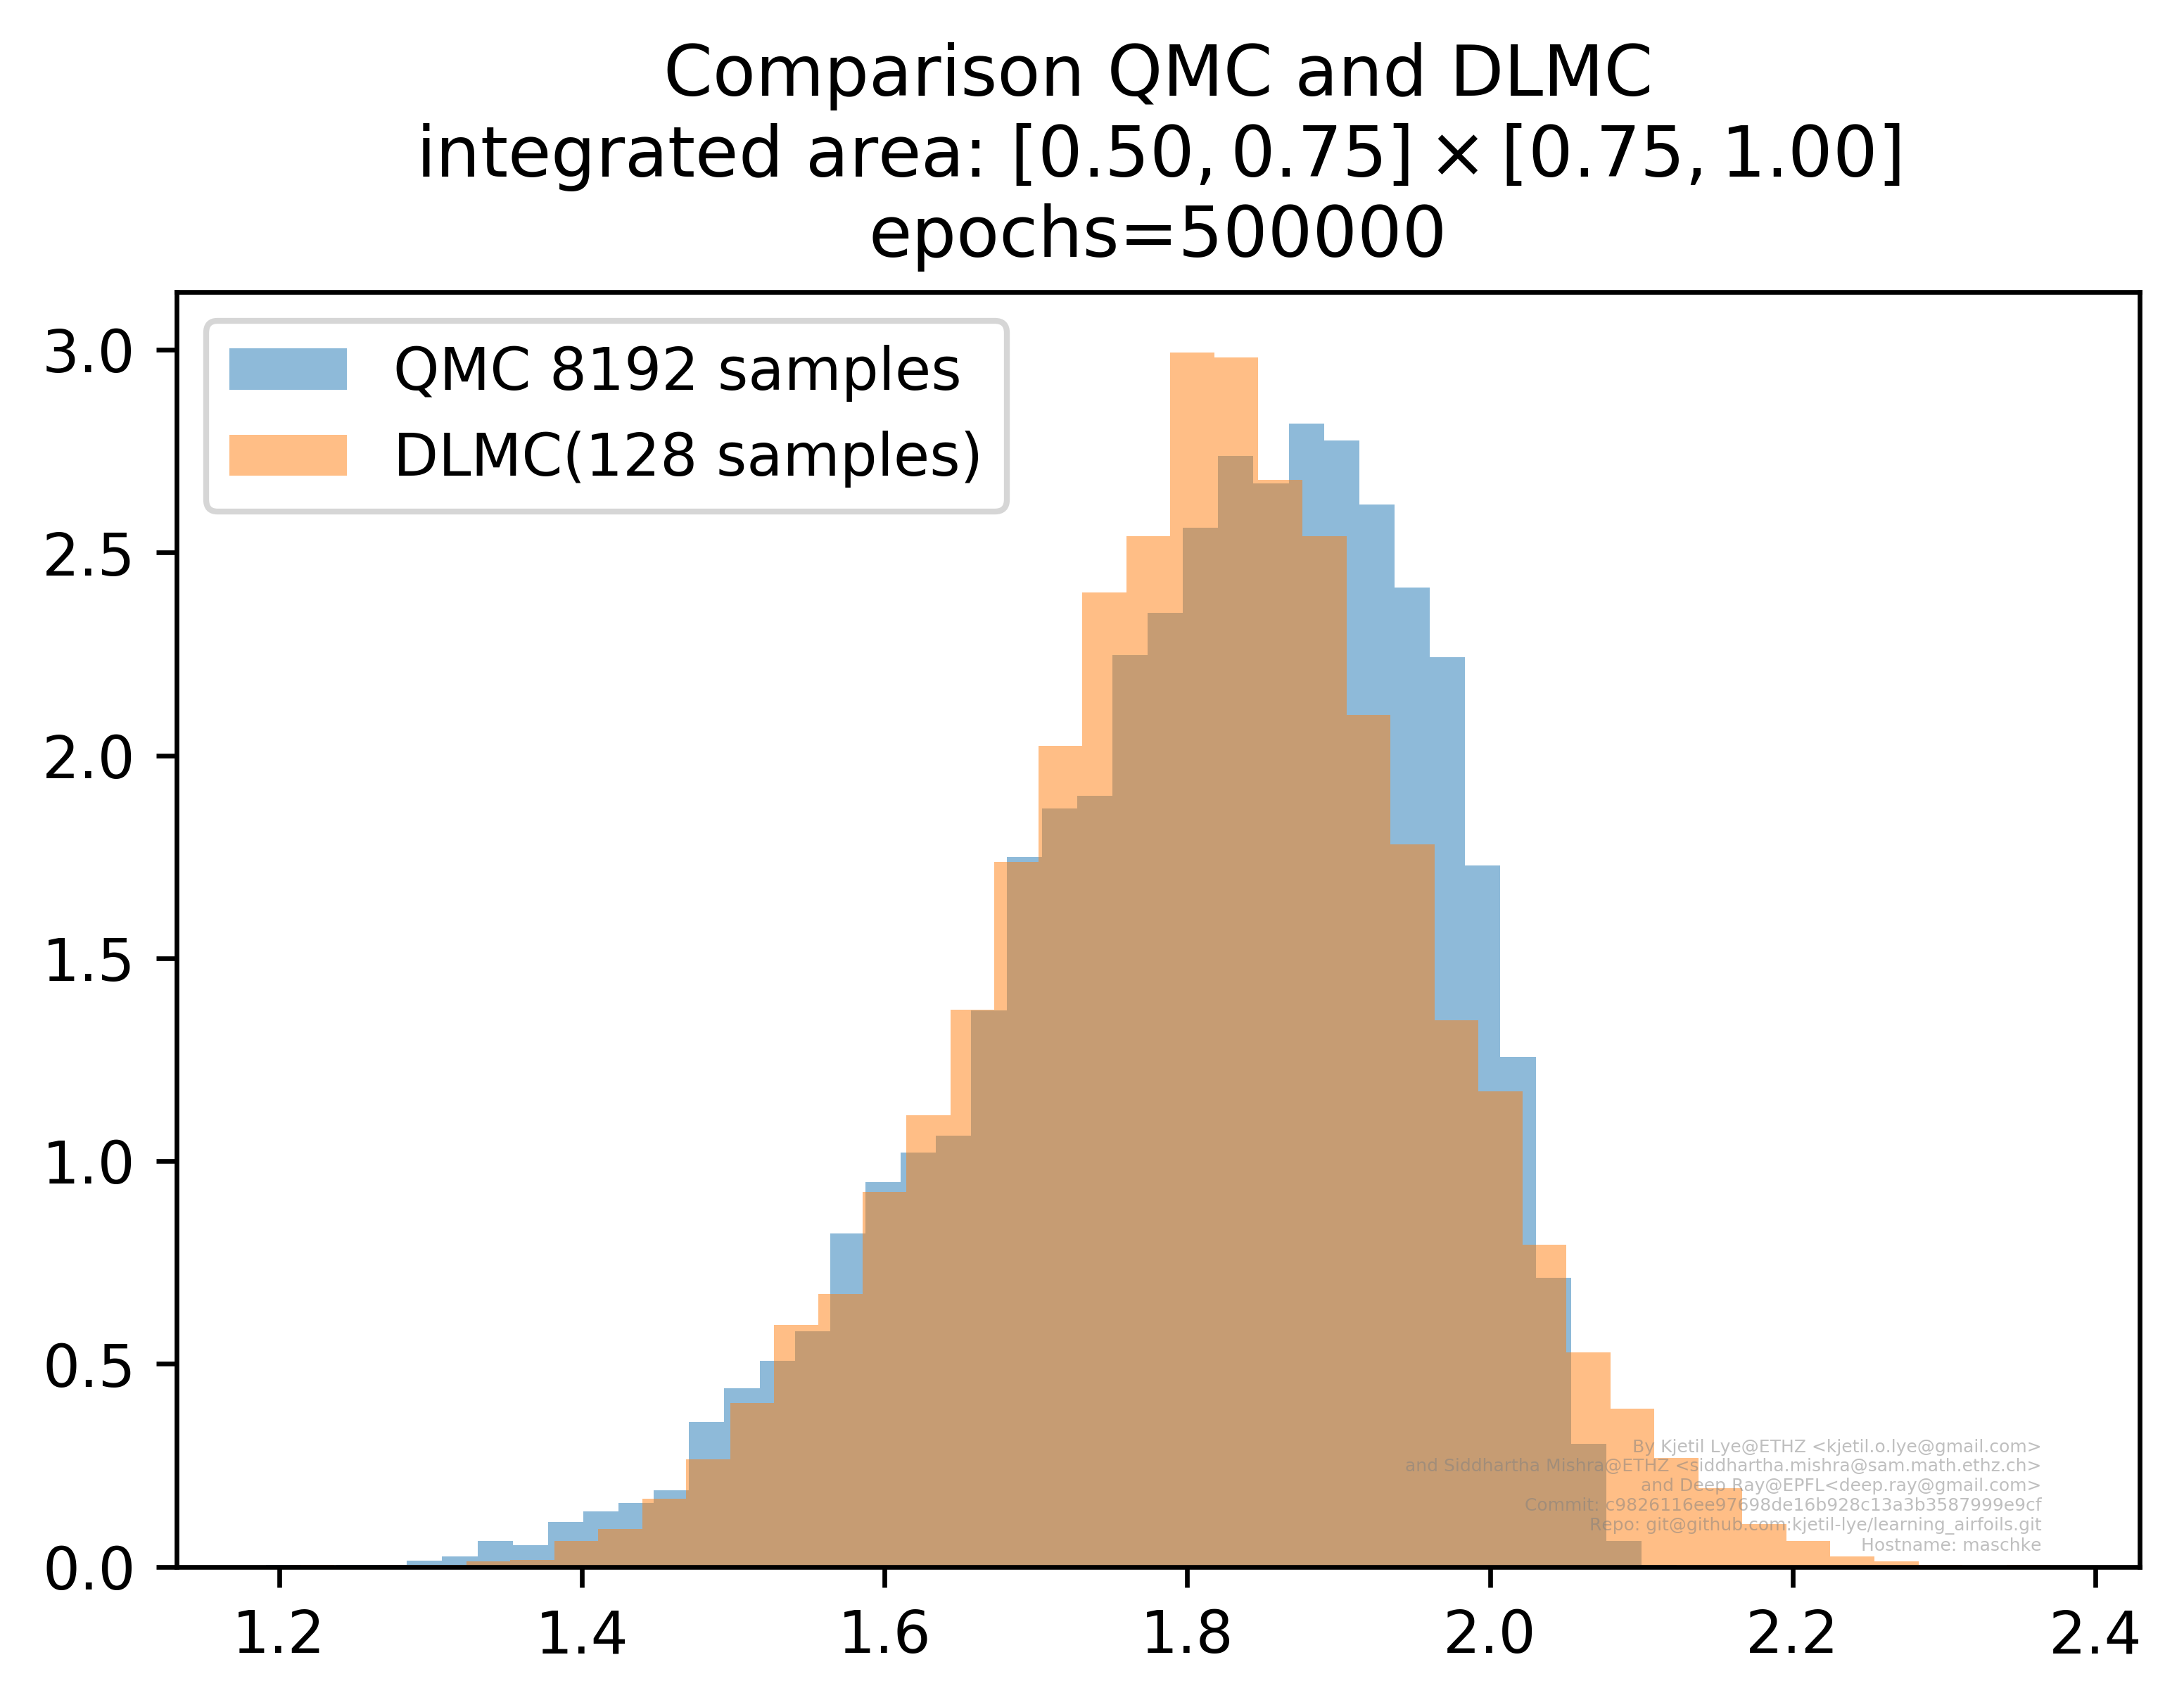 Comparison QMC and DLMC
integrated area: [0.50, 0.75] × [0.75, 1.00]
epochs=500000
QMC 8192 samples
DLMC(128 samples)
3.0
2.5
2.0
1.5
1.0
0.5
0.0
By Kjetil Lye@ETHZ <kjetil.o.lye@gmail.com>
and Siddhartha Mishra@ETHZ <siddhartha.mishra@sam.math.ethz.ch>
and Deep Ray@EPFL<deep.ray@gmail.com>
Commit: c9826116ee97698de16b928c13a3b3587999e9cf
Repo: git@github.com:kjetil-lye/learning_airfoils.git
Hostname: maschke
1.2 1.4 1.6 1.8 2.0 2.2 2.4